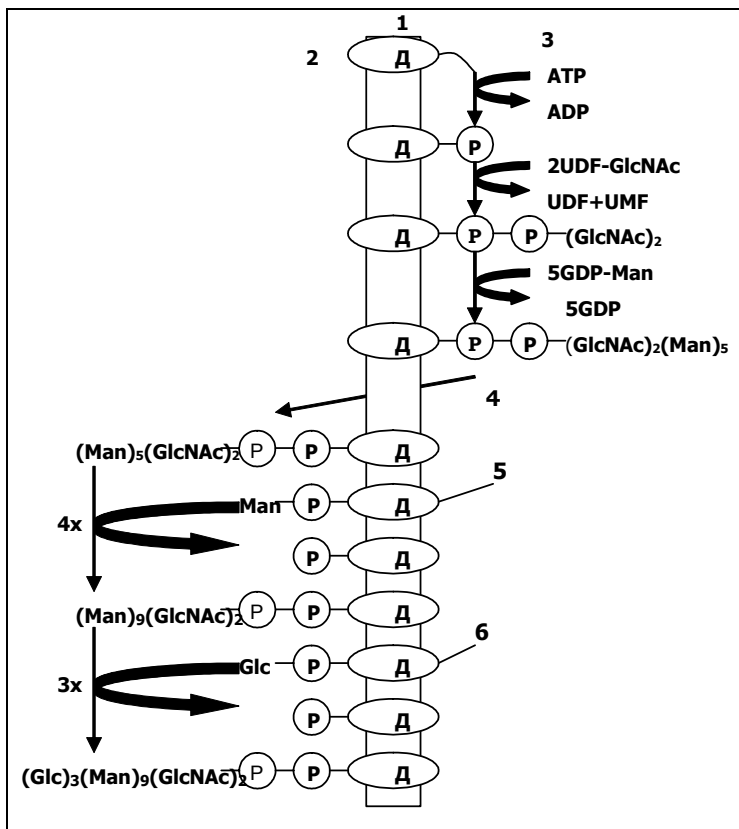 1
2 Д 3
ATP
ADP
Д P
2UDF-GlcNAc
UDF+UMF
Д P P (GlcNAc)₂
5GDP-Man
5GDP
Д P P (GlcNAc)₂(Man)₅
4
(Man)₅(GlcNAc)₂ P P Д
5
Man P Д
4x
P Д
(Man)₉(GlcNAc)₂ P P Д
6
Glc P Д
3x
P Д
(Glc)₃(Man)₉(GlcNAc)₂ P P Д